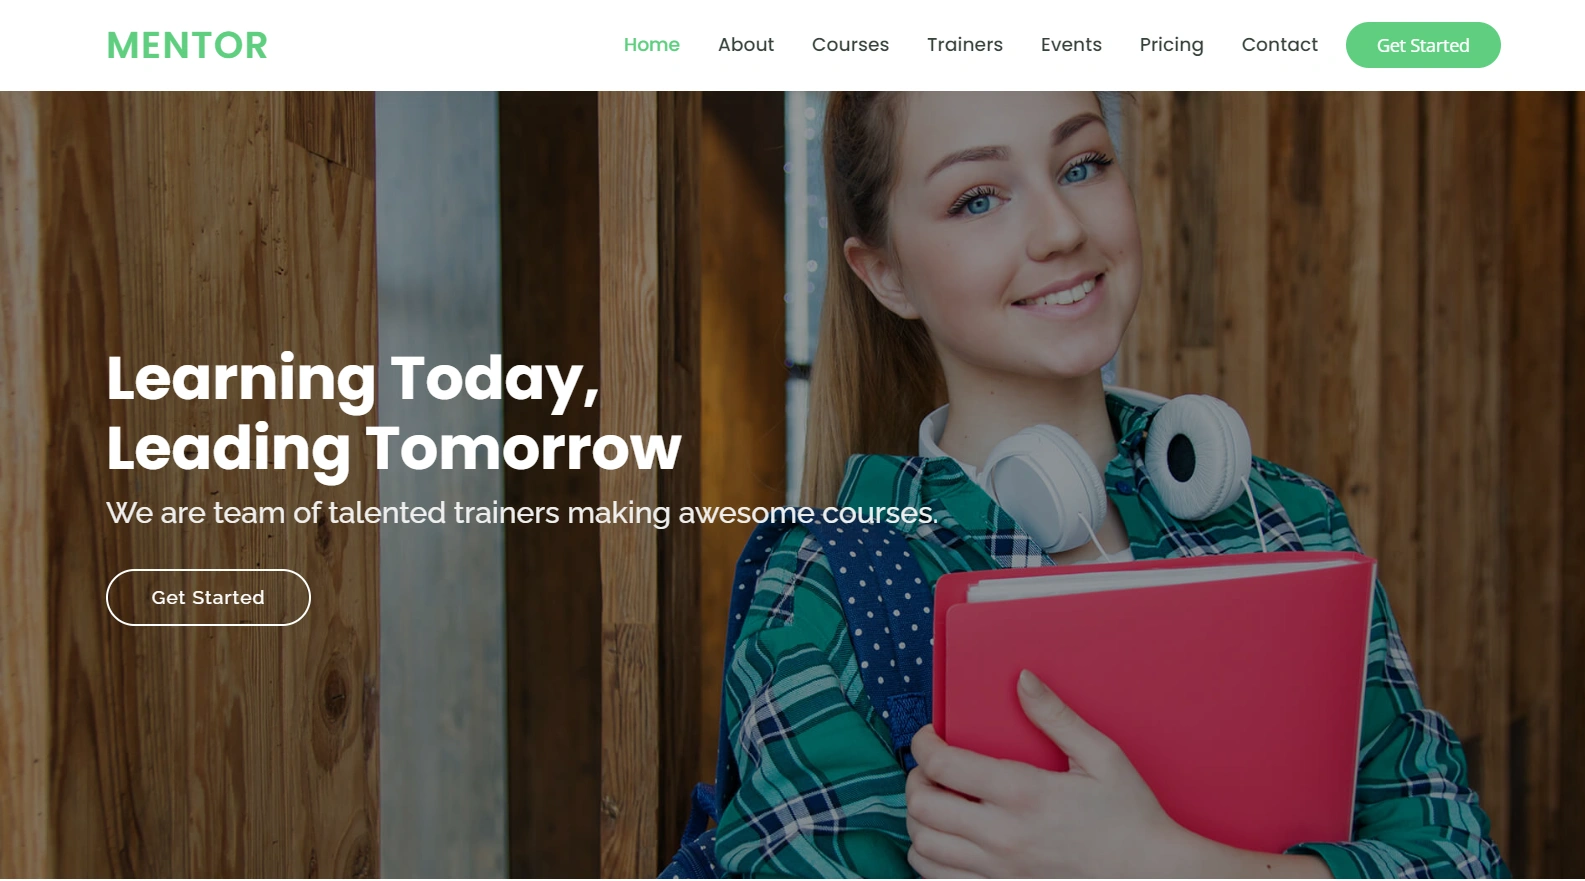 MENTOR
Home About Courses Trainers Events Pricing Contact Get Started
Learning Today,
Leading Tomorrow
We are team of talented trainers making awesome courses.
Get Started